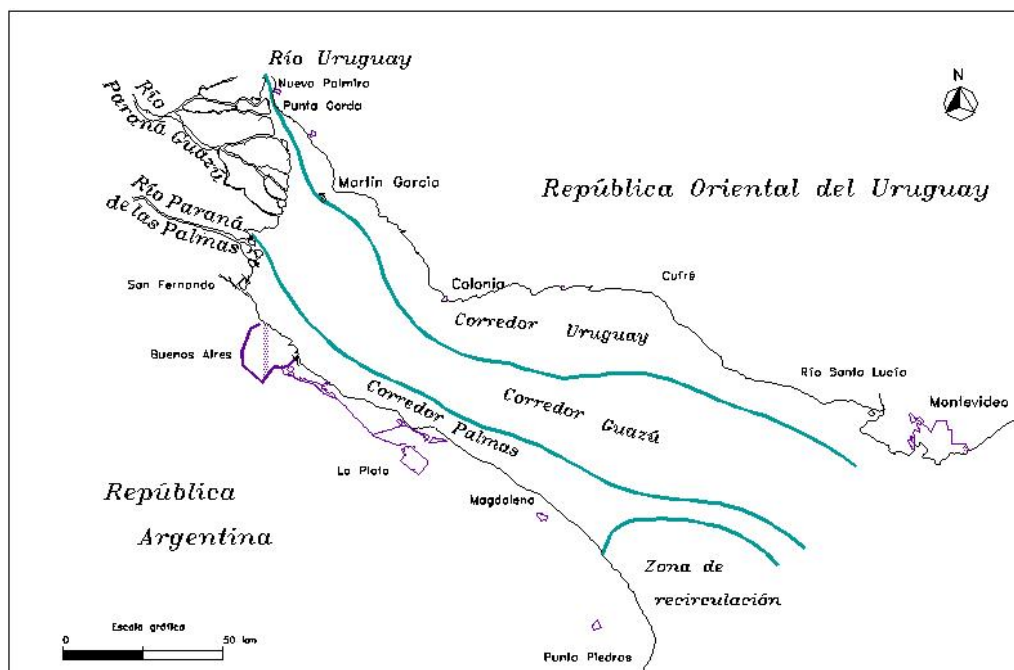 Río Uruguay
Nueva Palmira
Punta Gorda
Río
Paraná Guazú
N
Martín García
República Oriental del Uruguay
Río Paraná
de las Palmas
San Fernando
Colonia
Cufré
Corredor Uruguay
Buenos Aires
Río Santa Lucía
Corredor Palmas
Corredor Guazú
Montevideo
La Plata
República
Argentina
Magdalena
Zona de
recirculación
Escala gráfica
0 50 km
Punta Piedras